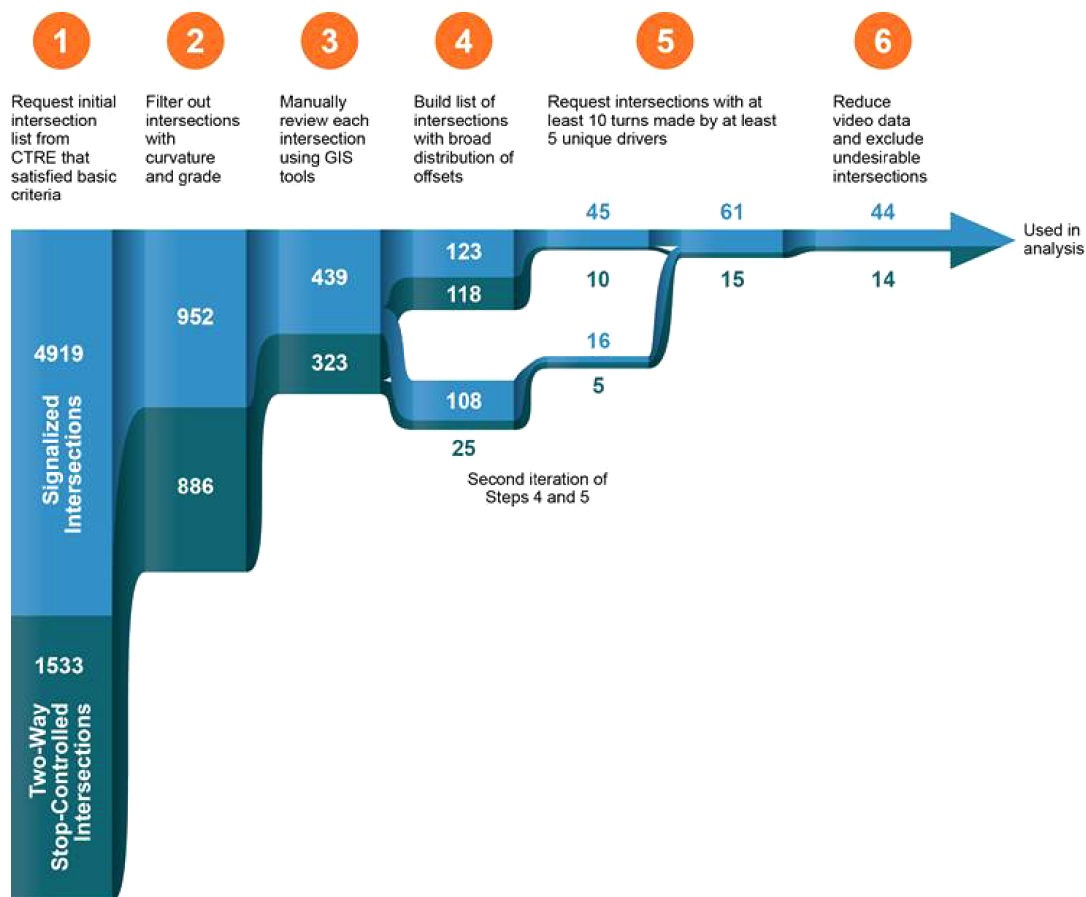 1
2
3
4
5
6
Request initial
intersection
list from
CTRE that
satisfied basic
criteria
Filter out
intersections
with
curvature
and grade
Manually
review each
intersection
using GIS
tools
Build list of
intersections
with broad
distribution of
offsets
Request intersections with at
least 10 turns made by at least
5 unique drivers
Reduce
video data
and exclude
undesirable
intersections
45
61
44
Used in
analysis
123
118
439
952
10
15
14
4919
323
16
5
108
25
Signalized
Intersections
886
Second iteration of
Steps 4 and 5
1533
Two-Way
Stop-Controlled
Intersections